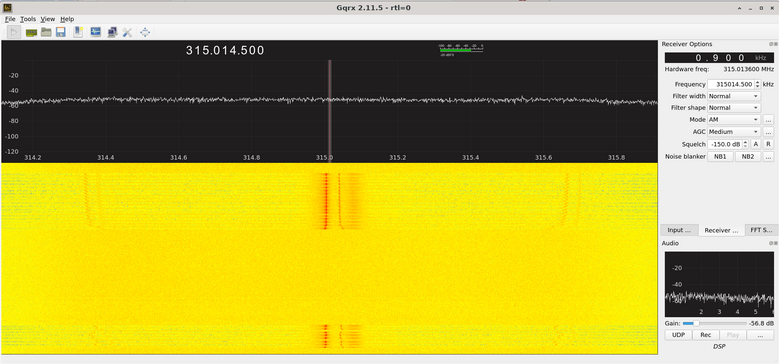 Gqrx 2.11.5 - rtl=0
File Tools View Help
315.014.500
-20
-40
-60
-80
-100
-120
314.2 314.4 314.6 314.8 315.0 315.2 315.4 315.6 315.8
Receiver Options
0.900 kHz
Hardware freq: 315.013600 MHz
Frequency 315014.500 kHz
Filter width Normal
Filter shape Normal
Mode AM ...
AGC Medium ...
Squelch -150.0 dB A R
Noise blanker NB1 NB2 ...
Input ... Receiver ... FFT S...
Audio
-20
-40
2 3 4 5
Gain: -56.8 dB
UDP Rec Play ...
DSP